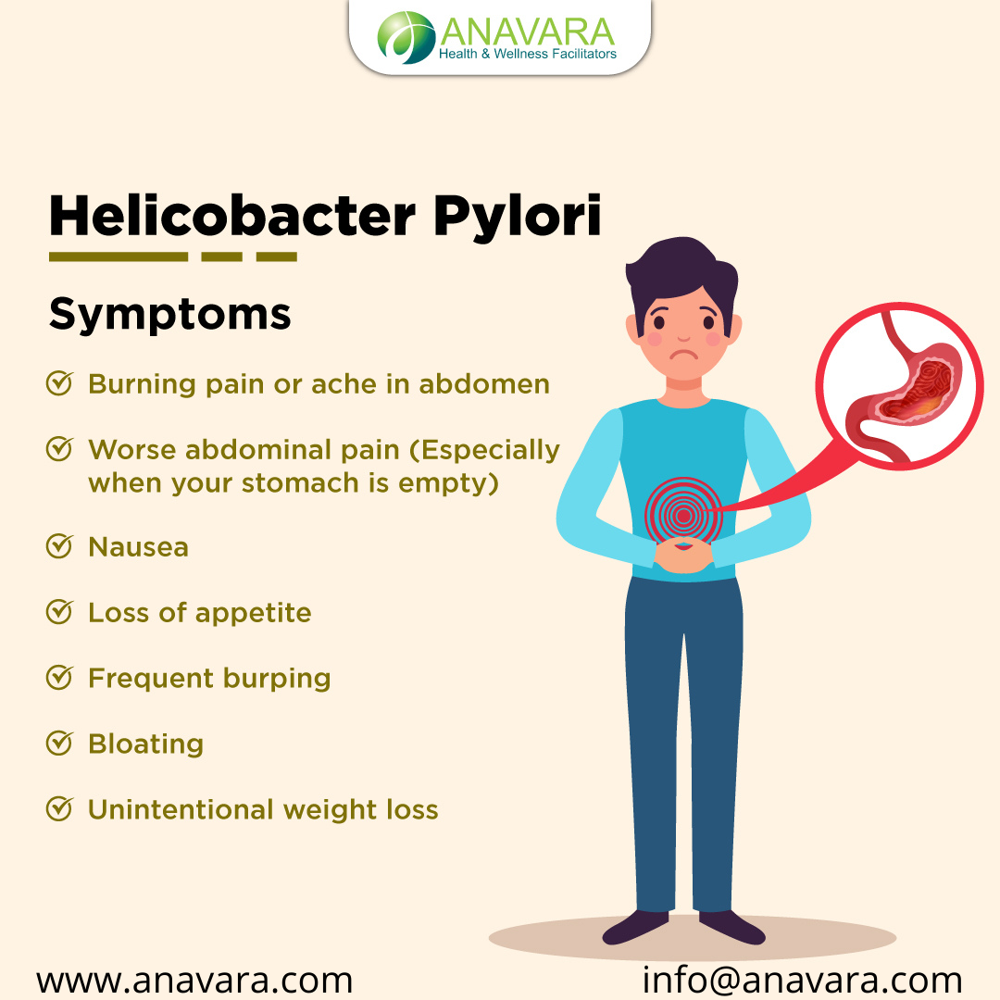 ANAVARA
Health & Wellness Facilitators
Helicobacter Pylori
Symptoms
Burning pain or ache in abdomen
Worse abdominal pain (Especially
when your stomach is empty)
Nausea
Loss of appetite
Frequent burping
Bloating
Unintentional weight loss
www.anavara.com
info@anavara.com